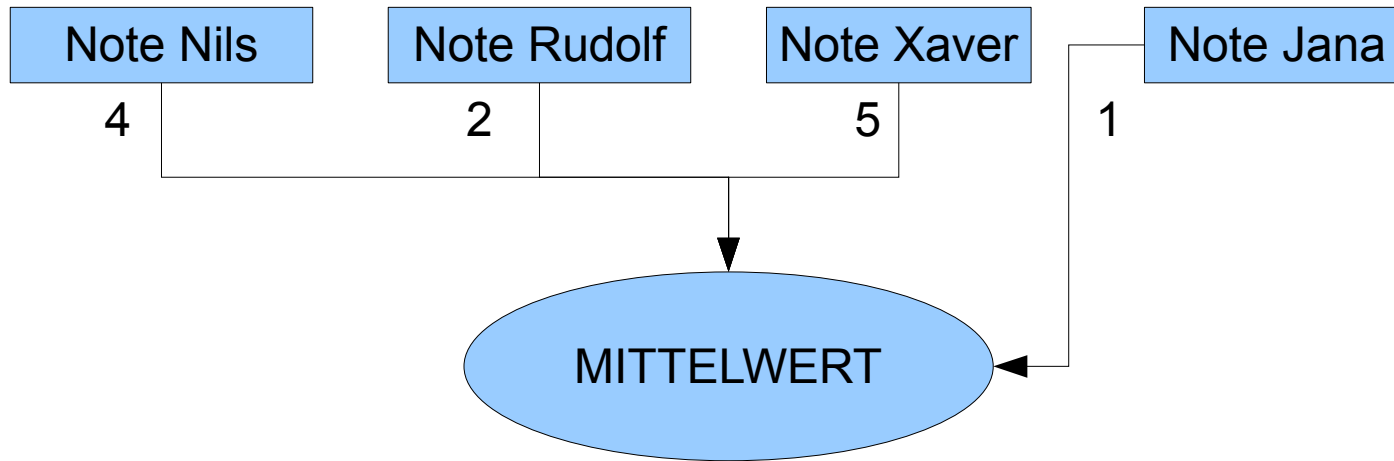 Note Nils
Note Rudolf
Note Xaver
Note Jana
4
2
5
1
MITTELWERT